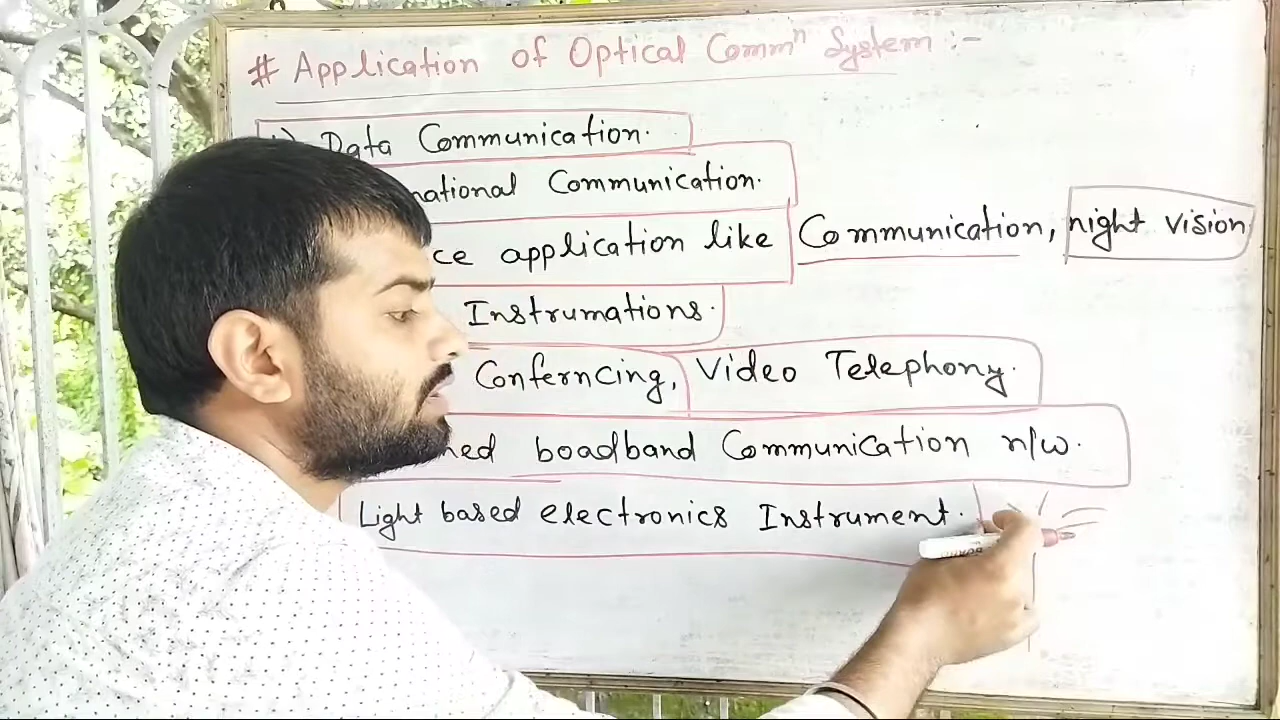 # Application of Optical Commⁿ System :-
1) Data Communication.
national Communication.
ce application like Communication, night vision
Instrumations.
Conferncing, Video Telephony.
ned boadband Communication n/w.
Light based electronics Instrument.